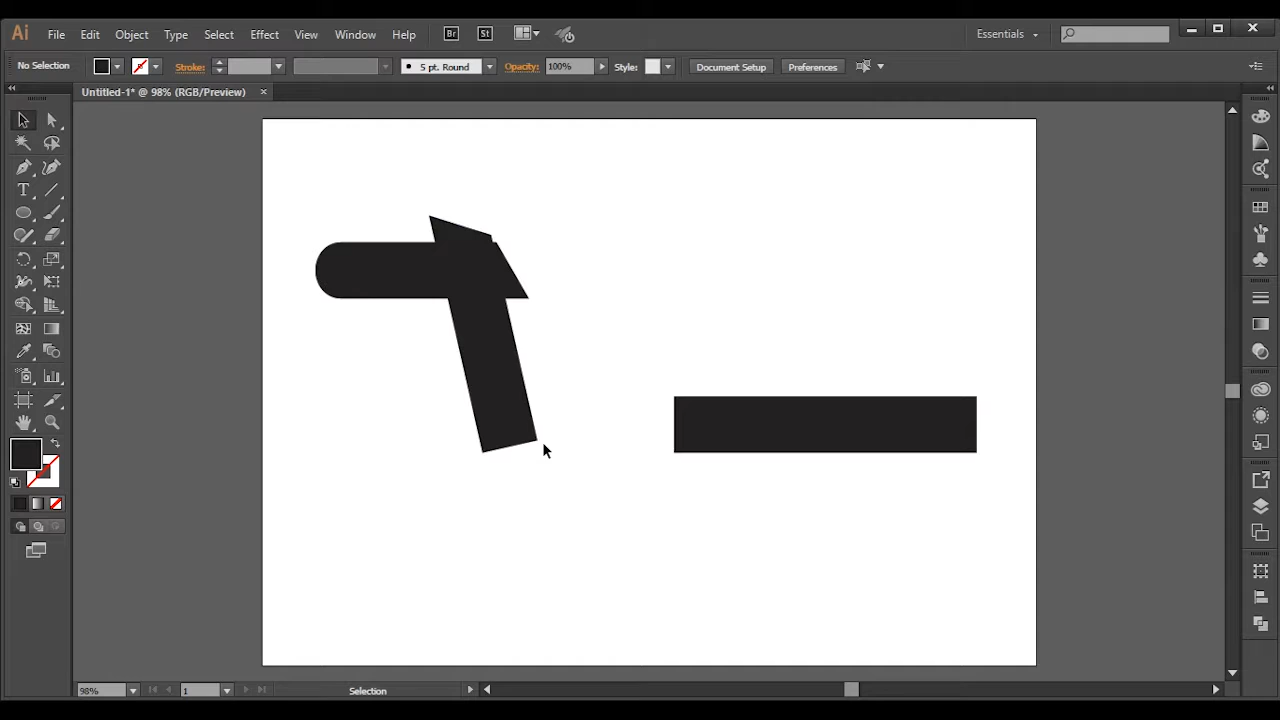 Ai File Edit Object Type Select Effect View Window Help Br St Essentials
No Selection Stroke: 5 pt. Round Opacity: 100% Style: Document Setup Preferences
Untitled-1* @ 98% (RGB/Preview) ×
T
98% 1 Selection